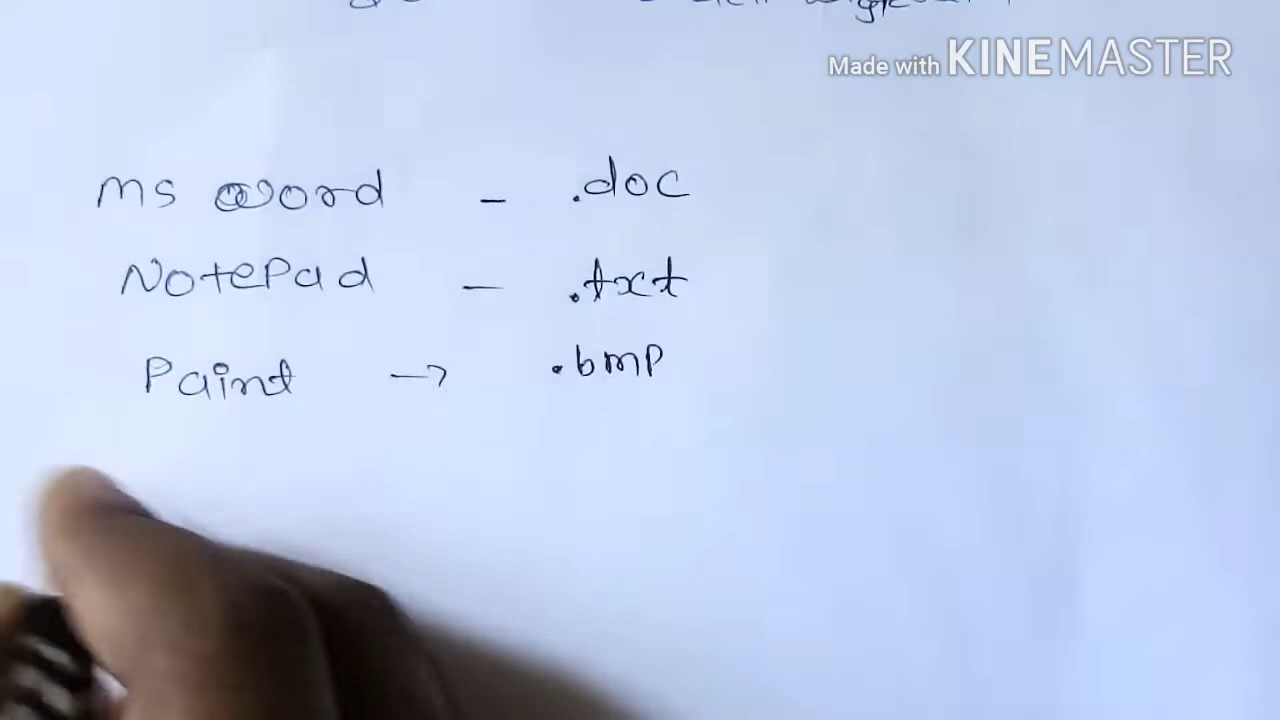 Made with KINEMASTER
MS Word - .doc
NotePad - .txt
Paint → .bmp